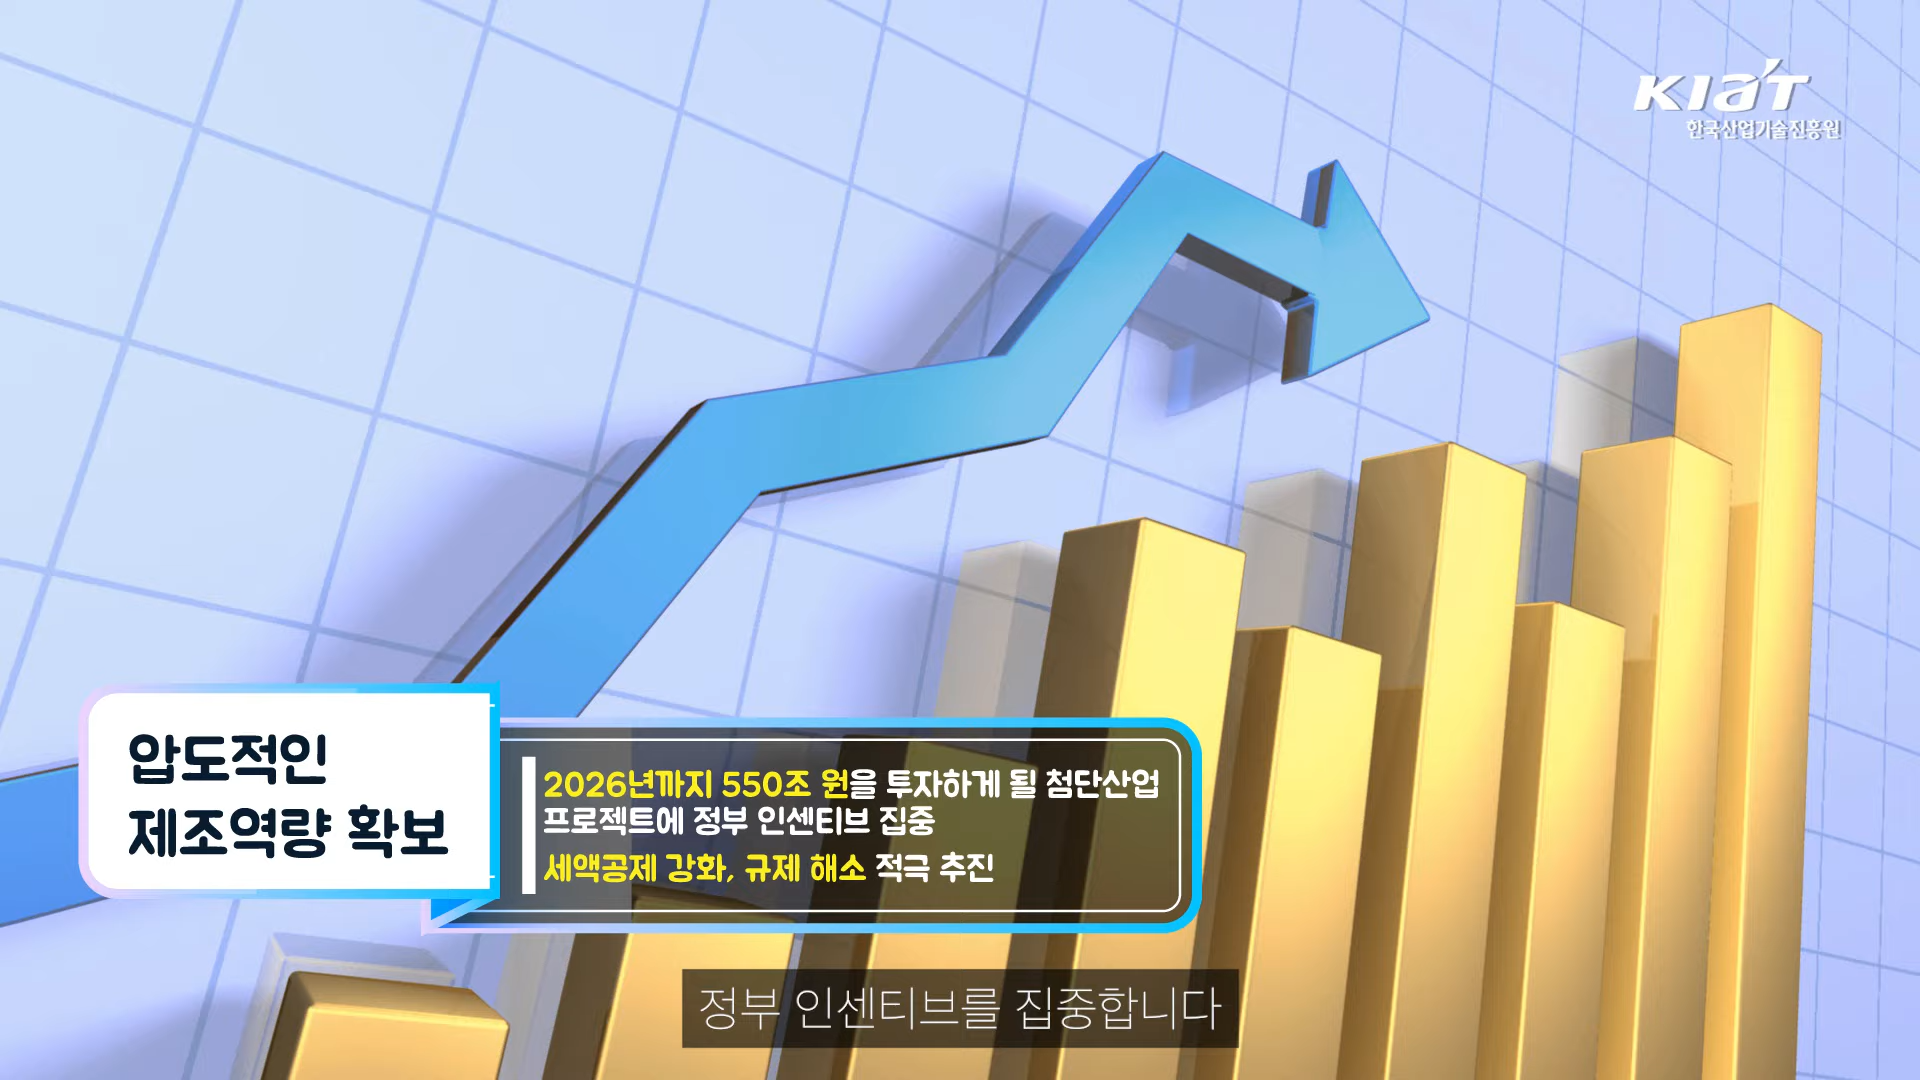 KIaT
한국산업기술진흥원
압도적인
제조역량 확보
2026년까지 550조 원을 투자하게 될 첨단산업
프로젝트에 정부 인센티브 집중
세액공제 강화, 규제 해소 적극 추진
정부 인센티브를 집중합니다